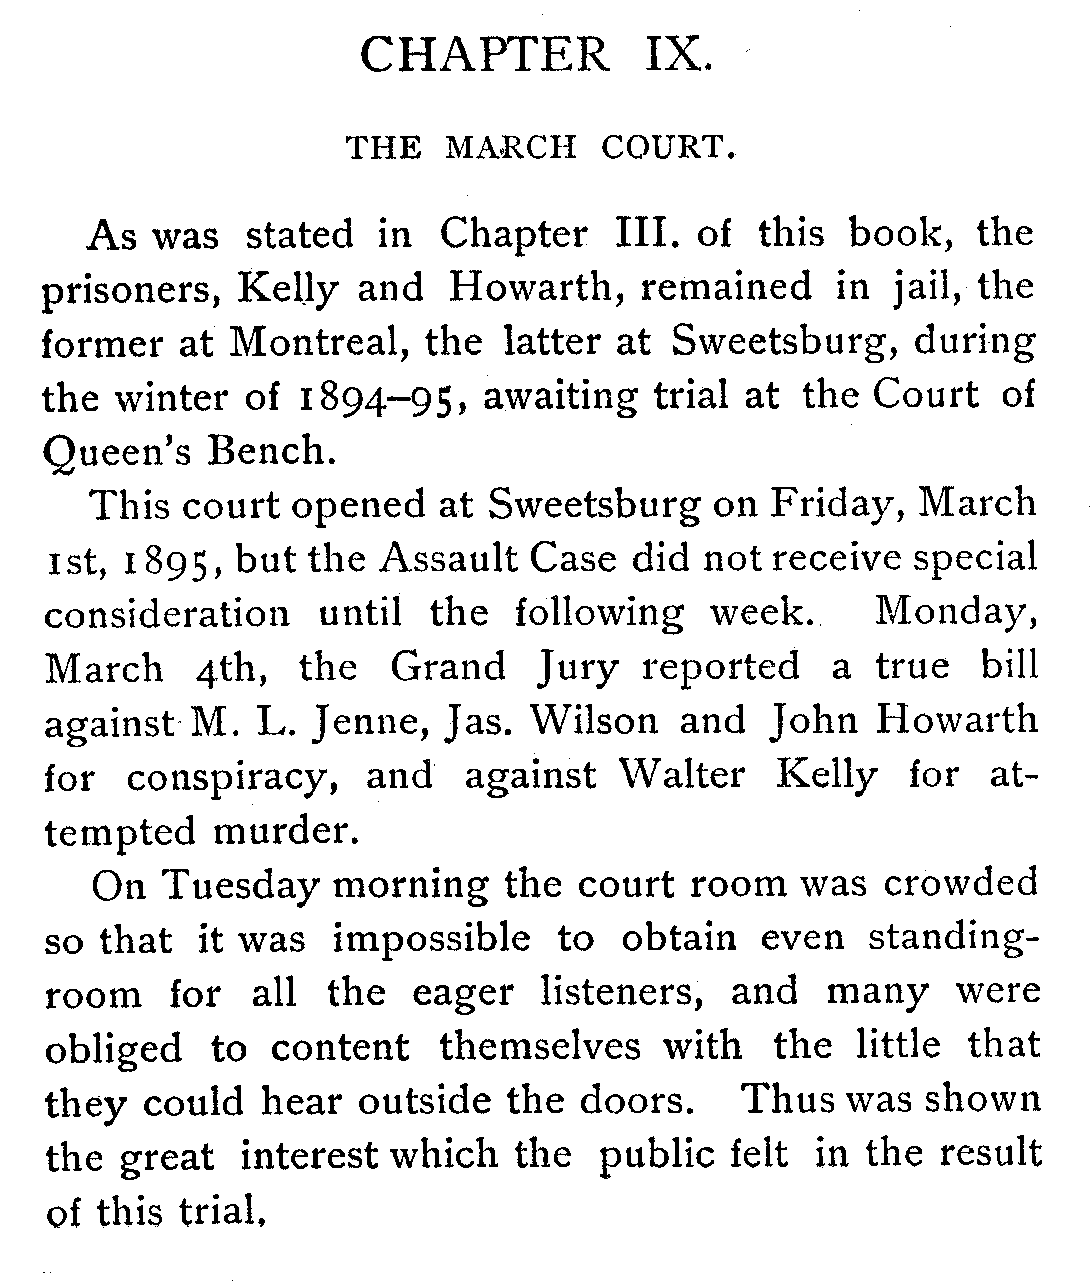 CHAPTER IX.
THE MARCH COURT.
As was stated in Chapter III. of this book, the
prisoners, Kelly and Howarth, remained in jail, the
former at Montreal, the latter at Sweetsburg, during
the winter of 1894–95, awaiting trial at the Court of
Queen's Bench.
This court opened at Sweetsburg on Friday, March
1st, 1895, but the Assault Case did not receive special
consideration until the following week. Monday,
March 4th, the Grand Jury reported a true bill
against M. L. Jenne, Jas. Wilson and John Howarth
for conspiracy, and against Walter Kelly for at-
tempted murder.
On Tuesday morning the court room was crowded
so that it was impossible to obtain even standing-
room for all the eager listeners, and many were
obliged to content themselves with the little that
they could hear outside the doors. Thus was shown
the great interest which the public felt in the result
of this trial,